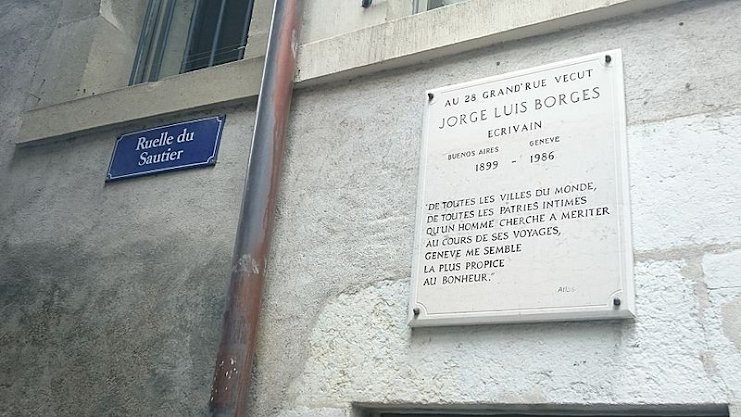 Ruelle du
Sautier
AU 28 GRAND'RUE VECUT
JORGE LUIS BORGES
ECRIVAIN
BUENOS AIRES GENEVE
1899 - 1986
"DE TOUTES LES VILLES DU MONDE,
DE TOUTES LES PATRIES INTIMES
QU'UN HOMME CHERCHE A MERITER
AU COURS DE SES VOYAGES,
GENEVE ME SEMBLE
LA PLUS PROPICE
AU BONHEUR."
Atlas